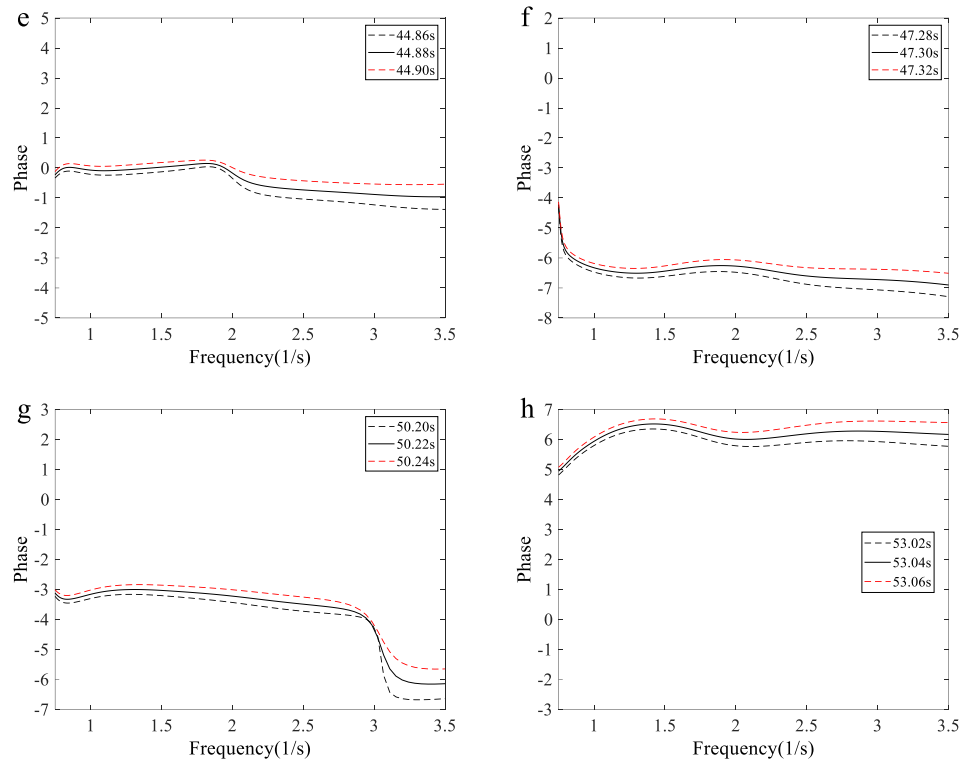 e
5
4
3
2
1
0
-1
-2
-3
-4
-5
Phase
1
1.5
2
2.5
3
3.5
Frequency(1/s)
44.86s
44.88s
44.90s
f
2
1
0
-1
-2
-3
-4
-5
-6
-7
-8
Phase
1
1.5
2
2.5
3
3.5
Frequency(1/s)
47.28s
47.30s
47.32s
g
3
2
1
0
-1
-2
-3
-4
-5
-6
-7
Phase
1
1.5
2
2.5
3
3.5
Frequency(1/s)
50.20s
50.22s
50.24s
h
7
6
5
4
3
2
1
0
-1
-2
-3
Phase
1
1.5
2
2.5
3
3.5
Frequency(1/s)
53.02s
53.04s
53.06s